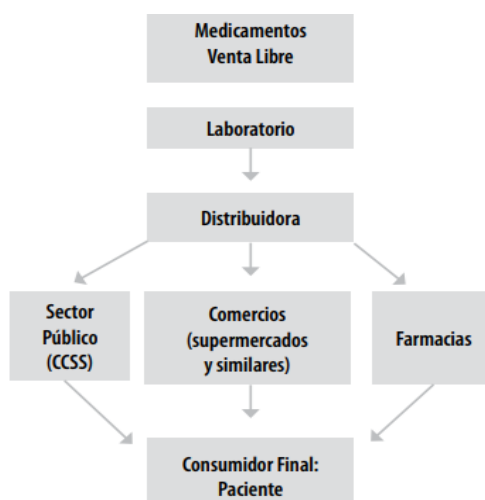 Medicamentos
Venta Libre
Laboratorio
Distribuidora
Sector
Público
(CCSS)
Comercios
(supermercados
y similares)
Farmacias
Consumidor Final:
Paciente